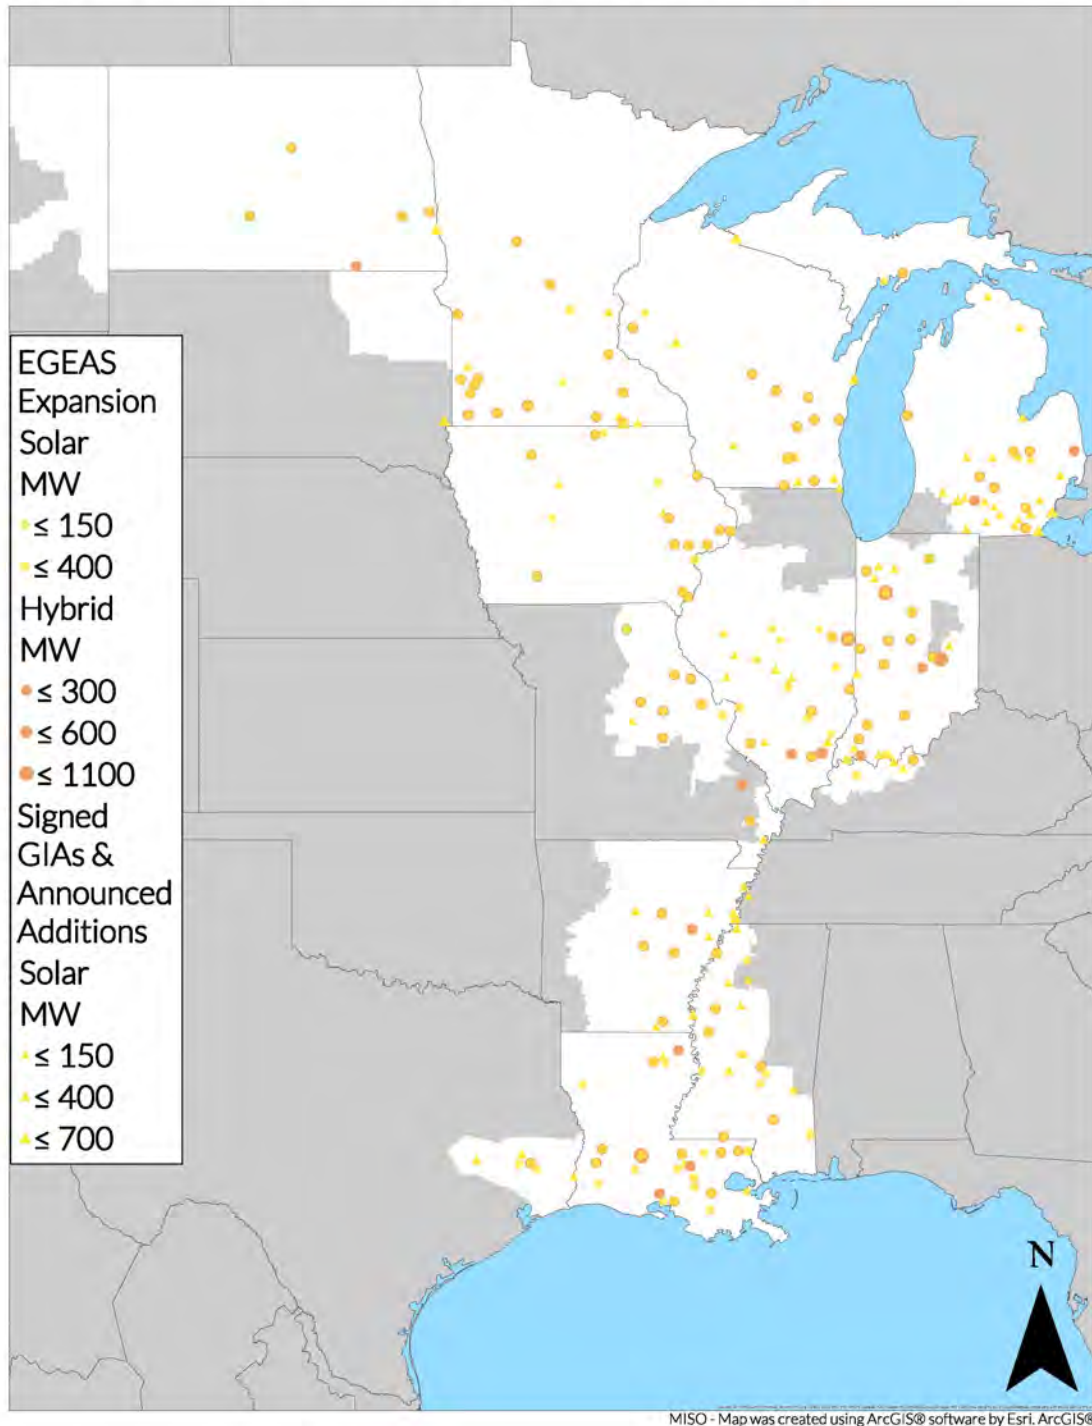 EGEAS
Expansion
Solar
MW
≤ 150
≤ 400
Hybrid
MW
≤ 300
≤ 600
≤ 1100
Signed
GIAs &
Announced
Additions
Solar
MW
≤ 150
≤ 400
≤ 700
N
MISO - Map was created using ArcGIS® software by Esri. ArcGIS®